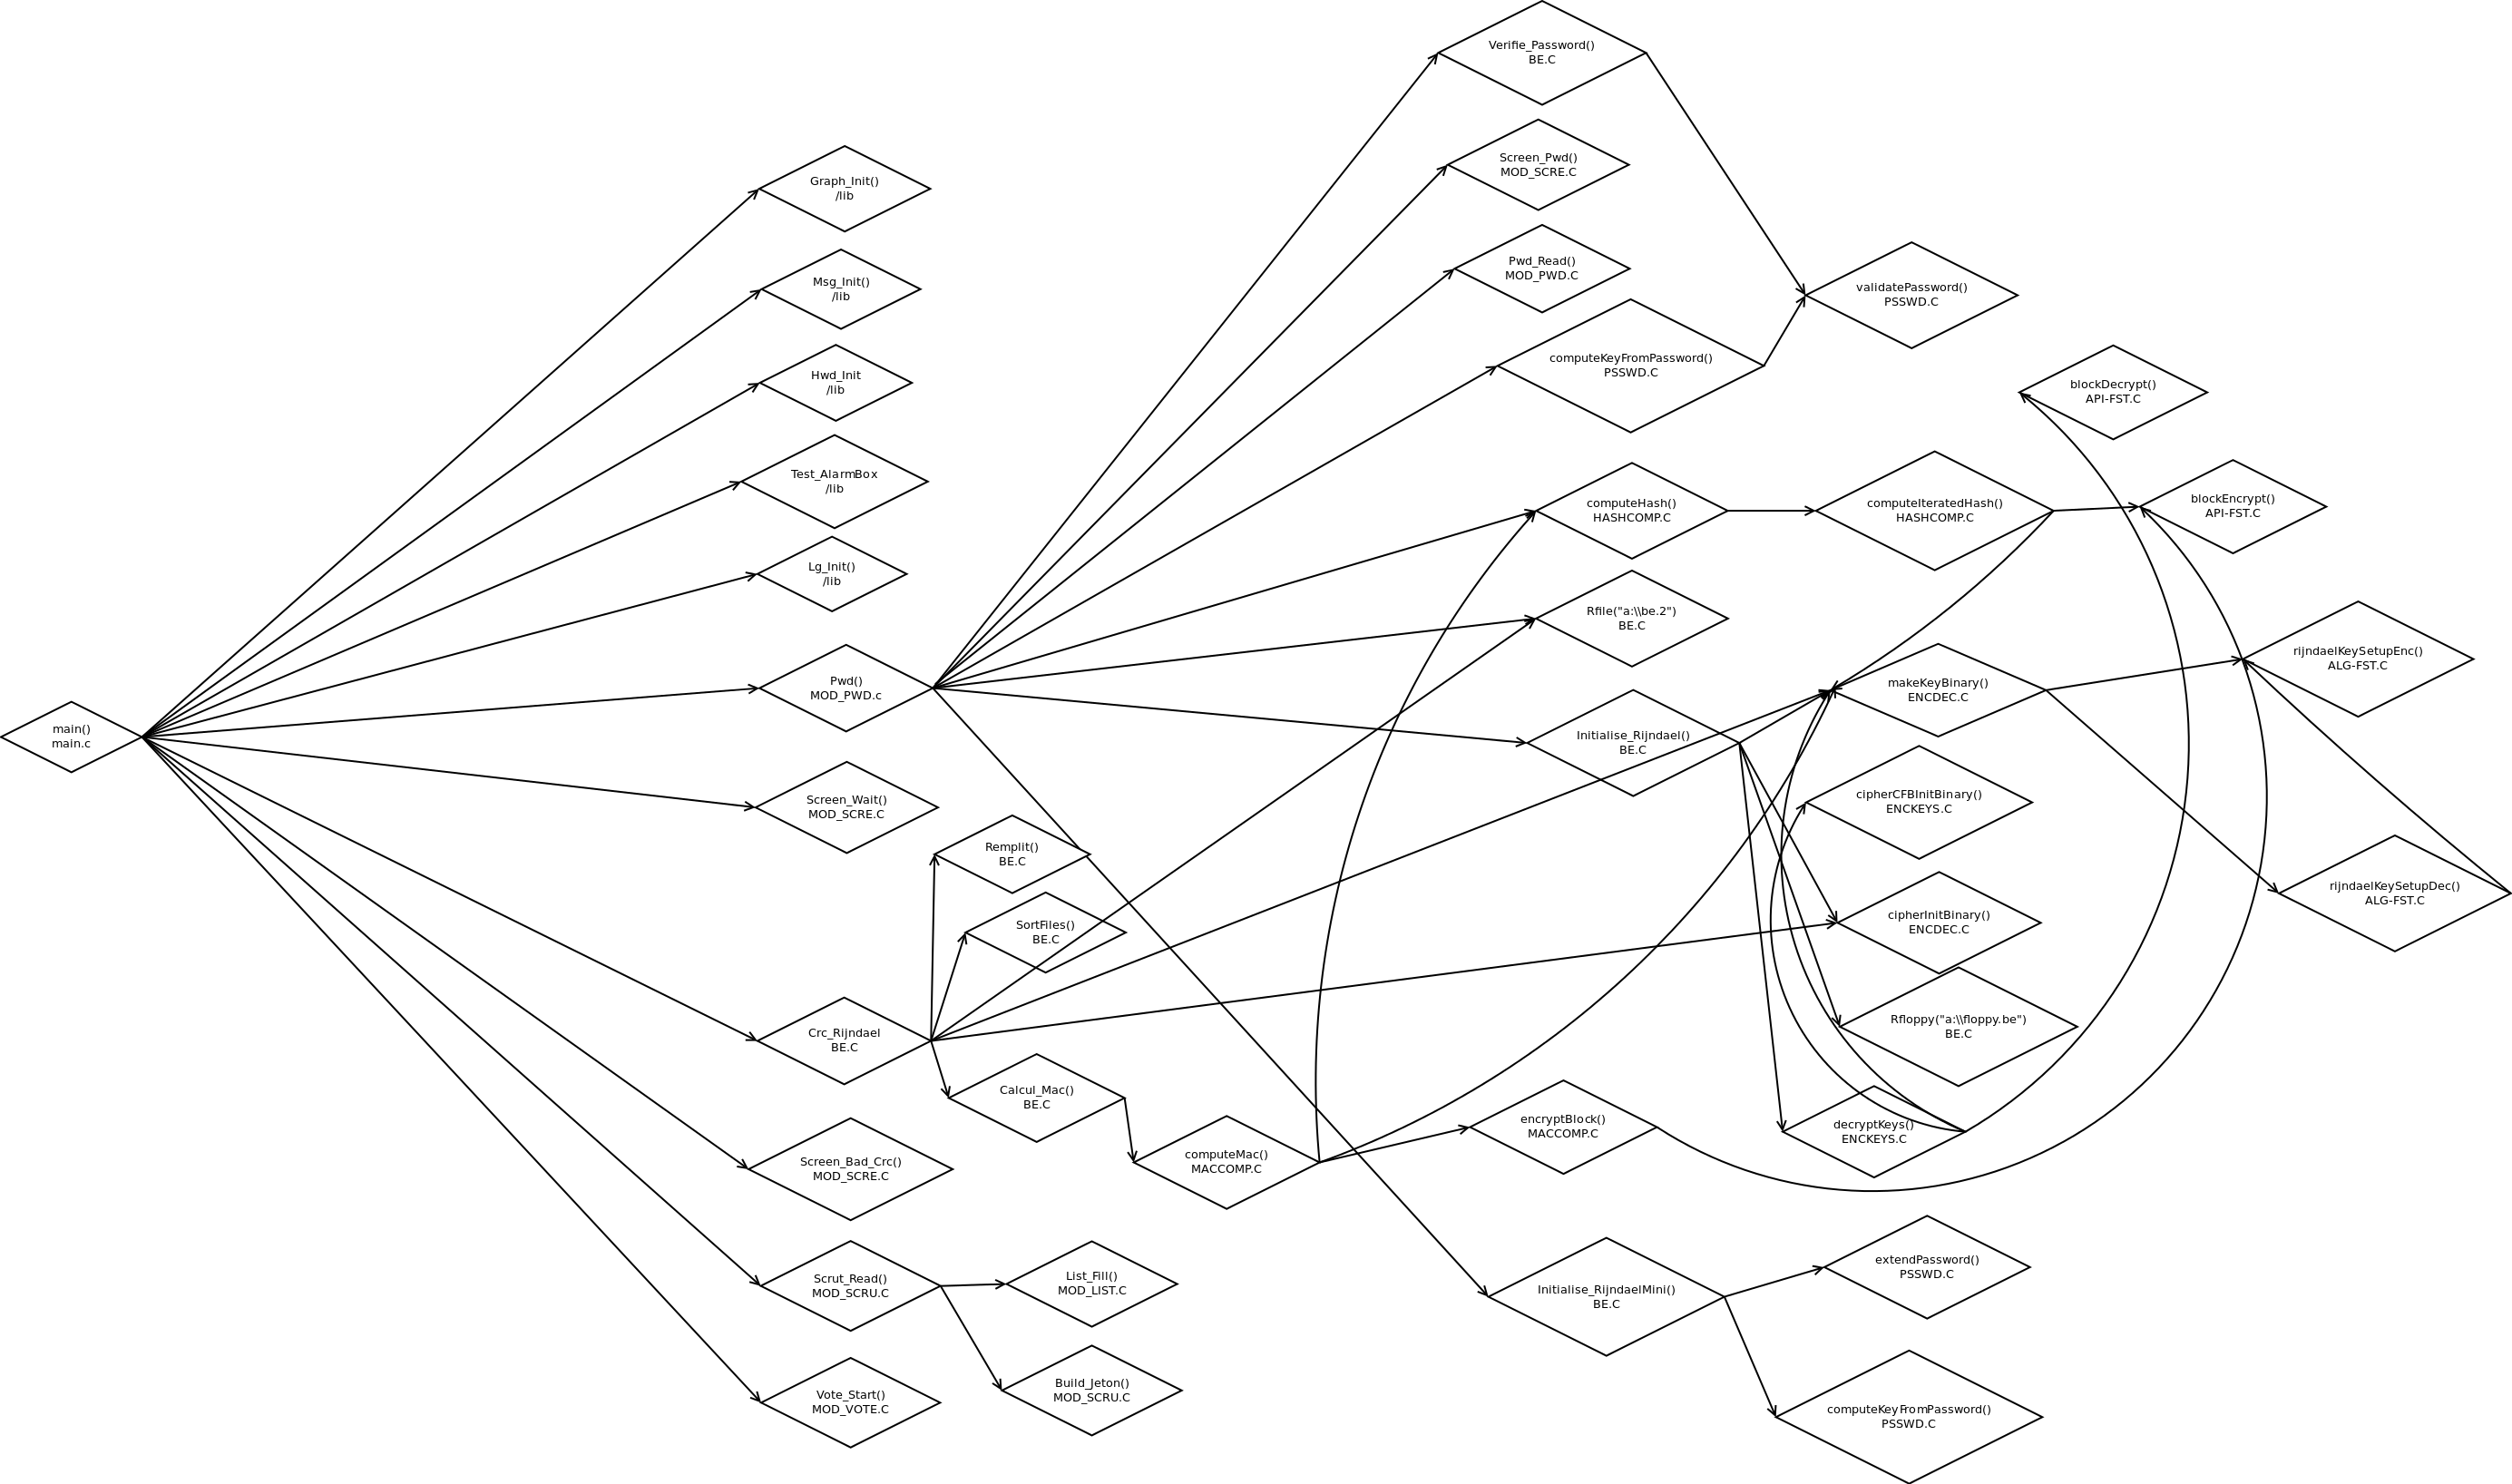 Verifie_Password()
BE.C
Screen_Pwd()
MOD_SCRE.C
Graph_Init()
/lib
Pwd_Read()
MOD_PWD.C
Msg_Init()
/lib
validatePassword()
PSSWD.C
computeKeyFromPassword()
PSSWD.C
Hwd_Init
/lib
blockDecrypt()
API-FST.C
Test_AlarmBox
/lib
computeHash()
HASHCOMP.C
computeIteratedHash()
HASHCOMP.C
blockEncrypt()
API-FST.C
Lg_Init()
/lib
Rfile("a:\\be.2")
BE.C
rijndaelKeySetupEnc()
ALG-FST.C
Pwd()
MOD_PWD.c
makeKeyBinary()
ENCDEC.C
main()
main.c
Initialise_Rijndael()
BE.C
Screen_Wait()
MOD_SCRE.C
cipherCFBInitBinary()
ENCKEYS.C
Remplit()
BE.C
rijndaelKeySetupDec()
ALG-FST.C
SortFiles()
BE.C
cipherInitBinary()
ENCDEC.C
Crc_Rijndael
BE.C
Rfloppy("a:\\floppy.be")
BE.C
Calcul_Mac()
BE.C
encryptBlock()
MACCOMP.C
decryptKeys()
ENCKEYS.C
computeMac()
MACCOMP.C
Screen_Bad_Crc()
MOD_SCRE.C
extendPassword()
PSSWD.C
Scrut_Read()
MOD_SCRU.C
List_Fill()
MOD_LIST.C
Initialise_RijndaelMini()
BE.C
Build_Jeton()
MOD_SCRU.C
Vote_Start()
MOD_VOTE.C
computeKeyFromPassword()
PSSWD.C